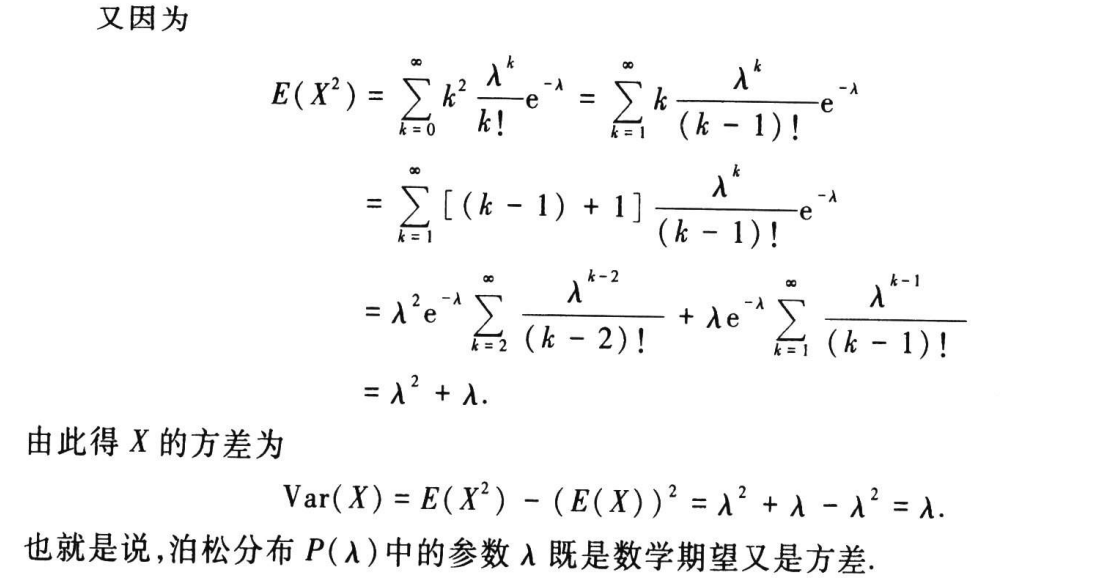 又因为
$E(X^2) = \sum_{k=0}^{\infty} k^2 \frac{\lambda^k}{k!} e^{-\lambda} = \sum_{k=1}^{\infty} k \frac{\lambda^k}{(k-1)!} e^{-\lambda}$
$= \sum_{k=1}^{\infty} [(k-1)+1] \frac{\lambda^k}{(k-1)!} e^{-\lambda}$
$= \lambda^2 e^{-\lambda} \sum_{k=2}^{\infty} \frac{\lambda^{k-2}}{(k-2)!} + \lambda e^{-\lambda} \sum_{k=1}^{\infty} \frac{\lambda^{k-1}}{(k-1)!}$
$= \lambda^2 + \lambda.$
由此得 X 的方差为
$\mathrm{Var}(X) = E(X^2) - (E(X))^2 = \lambda^2 + \lambda - \lambda^2 = \lambda.$
也就是说,泊松分布 P(λ)中的参数 λ 既是数学期望又是方差.